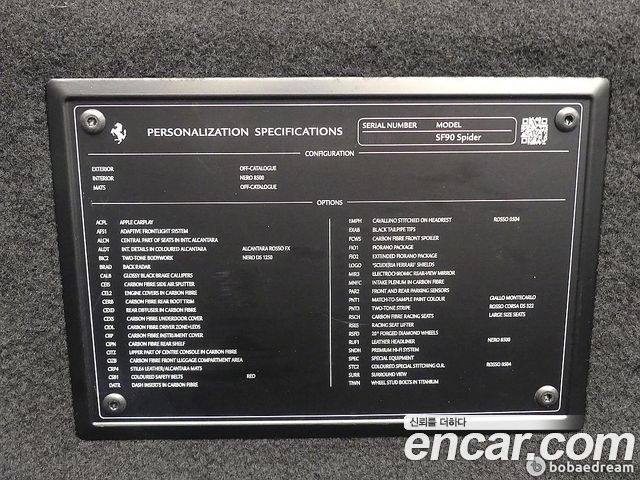 PERSONALIZATION SPECIFICATIONS
SERIAL NUMBER MODEL
SF90 Spider
CONFIGURATION
EXTERIOR OFF-CATALOGUE
INTERIOR NERO 8500
MATS OFF-CATALOGUE
OPTIONS
ACPL APPLE CARPLAY
AFS1 ADAPTIVE FRONTLIGHT SYSTEM
ALCN CENTRAL PART OF SEATS IN INTC ALCANTARA
ALDT INT. DETAILS IN COLOURED ALCANTARA ALCANTARA ROSSO FX
BIC2 TWO-TONE BODYWORK NERO DS 1250
BRAD BACK RADAR
CALB GLOSSY BLACK BRAKE CALLIPERS
CEIS CARBON FIBRE SIDE AIR SPLITTER
CEL2 ENGINE COVERS IN CARBON FIBRE
CERB CARBON FIBRE REAR BOOT TRIM
CEXD REAR DIFFUSER IN CARBON FIBRE
CFDS CARBON FIBRE UNDERDOOR COVER
CIDL CARBON FIBRE DRIVER ZONE+LEDS
CIIF CARBON FIBRE INSTRUMENT COVER
CIPN CARBON FIBRE REAR SHELF
CITZ UPPER PART OF CENTRE CONSOLE IN CARBON FIBRE
CIZB CARBON FIBRE FRONT LUGGAGE COMPARTMENT AREA
CRP4 STILE4 LEATHER/ALCANTARA MATS
CSB1 COLOURED SAFETY BELTS RED
DATR DASH INSERTS IN CARBON FIBRE
EMPH CAVALLINO STITCHED ON HEADREST ROSSO 0504
EXAB BLACK TAILPIPE TIPS
FCWS CARBON FIBRE FRONT SPOILER
FIO1 FIORANO PACKAGE
FIO2 EXTENDED FIORANO PACKAGE
LOGO "SCUDERIA FERRARI" SHIELDS
MIR3 ELECTROCHROMIC REAR-VIEW MIRROR
MNFC INTAKE PLENUM IN CARBON FIBRE
PAR2 FRONT AND REAR PARKING SENSORS
PNT1 MATCH-TO-SAMPLE PAINT COLOUR GIALLO MONTECARLO
PNT3 TWO-TONE STRIPE ROSSO CORSA DS 322
RSCH CARBON FIBRE RACING SEATS LARGE SIZE SEATS
RSES RACING SEAT LIFTER
RSFD 20" FORGED DIAMOND WHEELS
RUF1 LEATHER HEADLINER NERO 8500
SNDH PREMIUM HI-FI SYSTEM
SPEC SPECIAL EQUIPMENT
STC2 COLOURED SPECIAL STITCHING O.R. ROSSO 0504
SURR SURROUND VIEW
TIWN WHEEL STUD BOLTS IN TITANIUM
신뢰를 더하다
encar.com
bobaedream